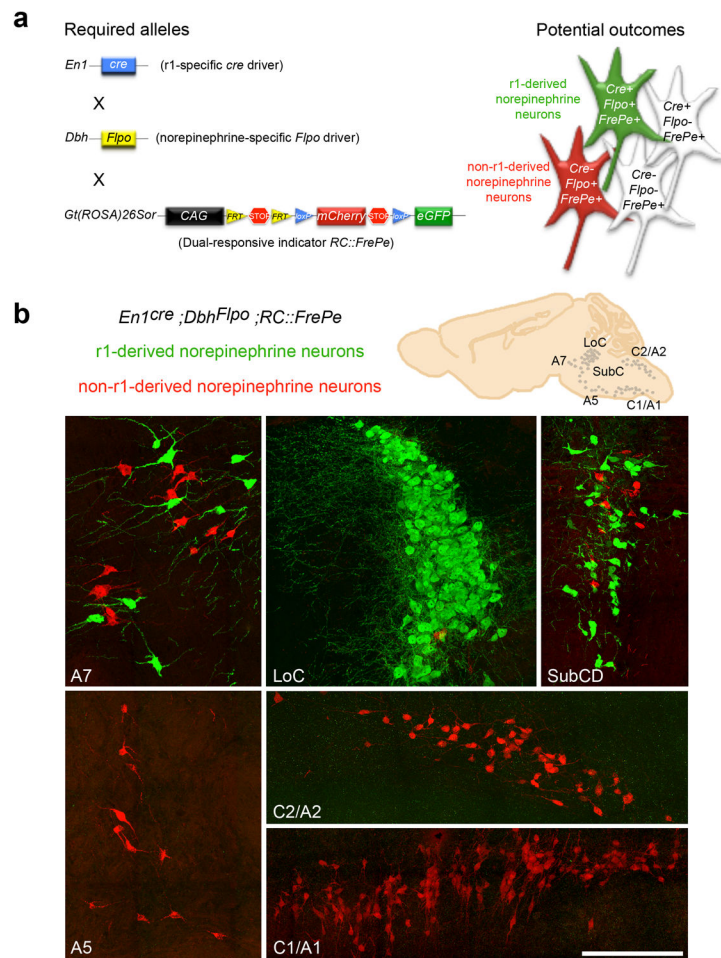 a
Required alleles
Potential outcomes
En1 cre (r1-specific cre driver)
X
Dbh Flpo (norepinephrine-specific Flpo driver)
X
Gt(ROSA)26Sor CAG FRT STOP FRT loxP mCherry STOP loxP eGFP
(Dual-responsive indicator RC::FrePe)
r1-derived
norepinephrine
neurons
Cre+
Flpo+
FrePe+
Cre+
Flpo-
FrePe+
non-r1-derived
norepinephrine
neurons
Cre-
Flpo+
FrePe+
Cre-
Flpo-
FrePe+
b
En1cre ;DbhFlpo ;RC::FrePe
r1-derived norepinephrine neurons
non-r1-derived norepinephrine neurons
LoC
C2/A2
A7
SubC
A5
C1/A1
A7
LoC
SubCD
A5
C2/A2
C1/A1